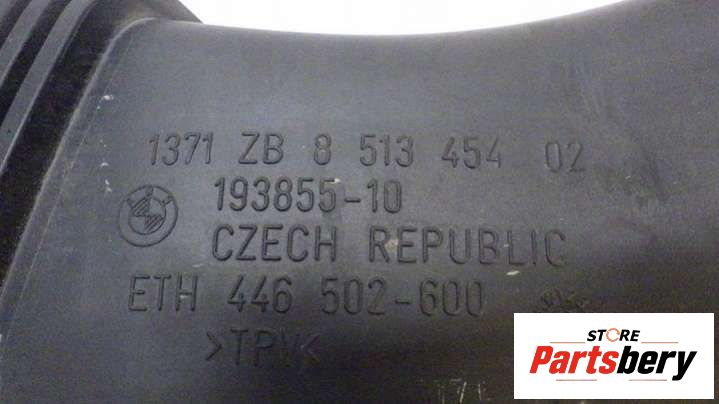 1371 ZB 8 513 454 02
193855-10
CZECH REPUBLIC
ETH 446 502-600
>TPV<
STORE
Partsbery